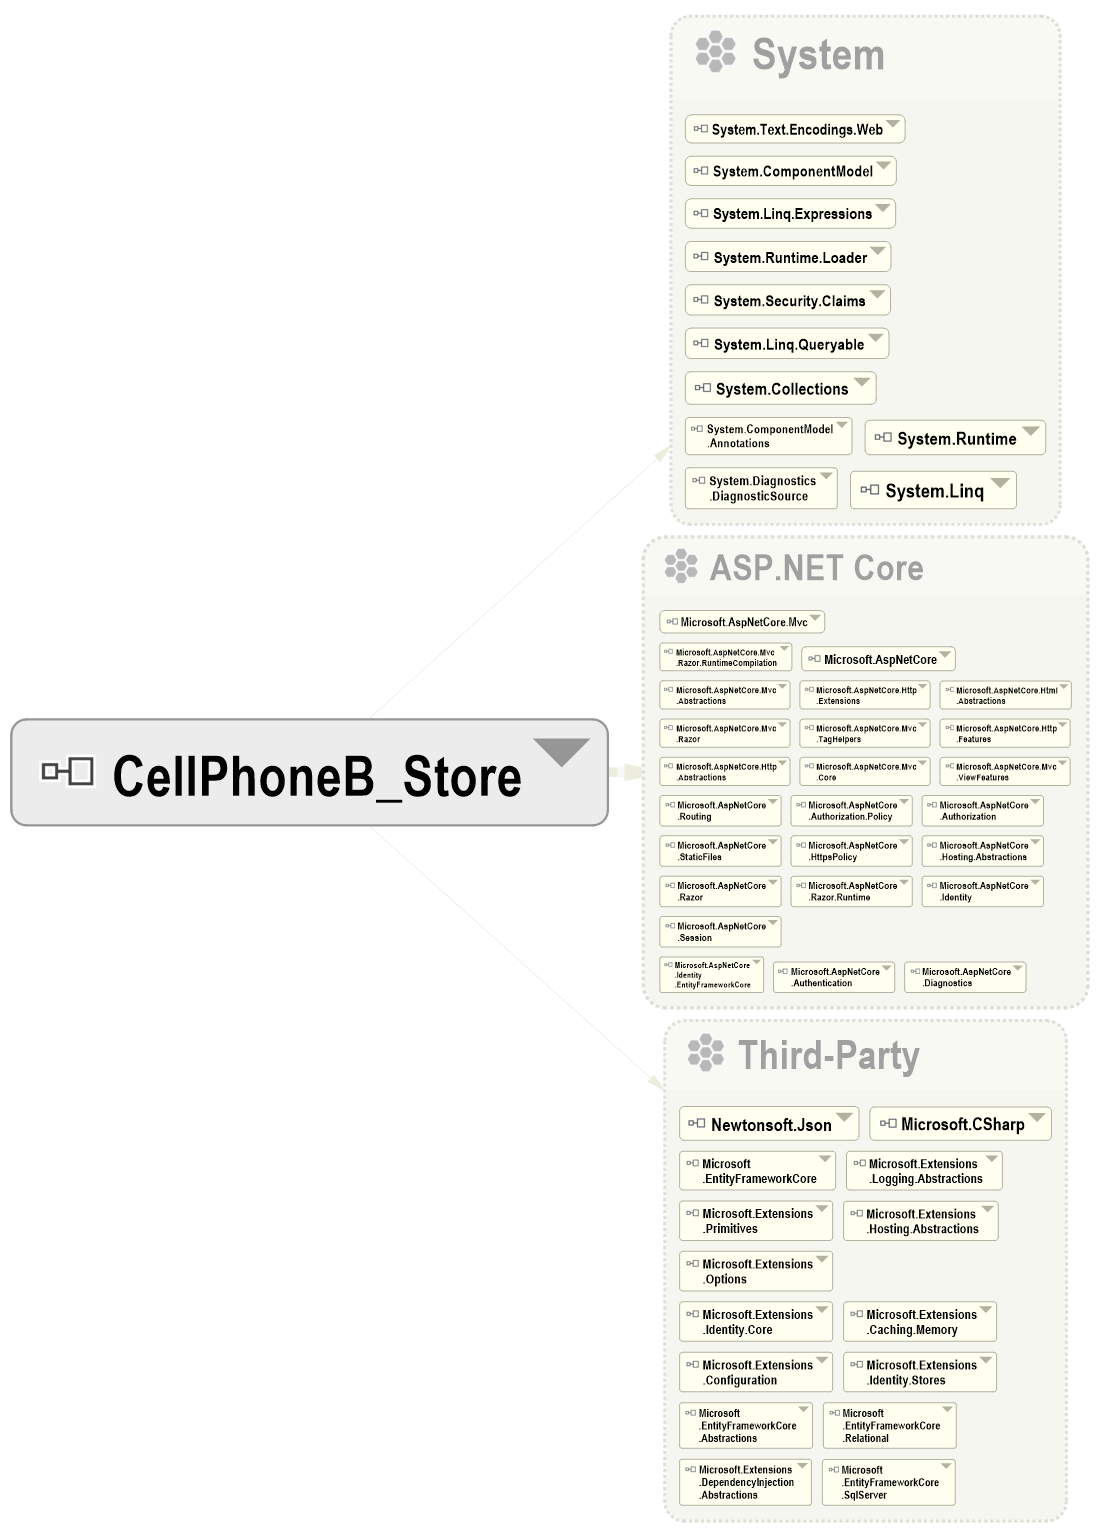 System
System.Text.Encodings.Web
System.ComponentModel
System.Linq.Expressions
System.Runtime.Loader
System.Security.Claims
System.Linq.Queryable
System.Collections
System.ComponentModel
.Annotations
System.Runtime
System.Diagnostics
.DiagnosticSource
System.Linq
ASP.NET Core
Microsoft.AspNetCore.Mvc
Microsoft.AspNetCore.Mvc
.Razor.RuntimeCompilation
Microsoft.AspNetCore
Microsoft.AspNetCore.Mvc
.Abstractions
Microsoft.AspNetCore.Http
.Extensions
Microsoft.AspNetCore.Html
.Abstractions
Microsoft.AspNetCore.Mvc
.Razor
Microsoft.AspNetCore.Mvc
.TagHelpers
Microsoft.AspNetCore.Http
.Features
Microsoft.AspNetCore.Http
.Abstractions
Microsoft.AspNetCore.Mvc
.Core
Microsoft.AspNetCore.Mvc
.ViewFeatures
CellPhoneB_Store
Microsoft.AspNetCore
.Routing
Microsoft.AspNetCore
.Authorization.Policy
Microsoft.AspNetCore
.Authorization
Microsoft.AspNetCore
.StaticFiles
Microsoft.AspNetCore
.HttpsPolicy
Microsoft.AspNetCore
.Hosting.Abstractions
Microsoft.AspNetCore
.Razor
Microsoft.AspNetCore
.Razor.Runtime
Microsoft.AspNetCore
.Identity
Microsoft.AspNetCore
.Session
Microsoft.AspNetCore
.Identity
.EntityFrameworkCore
Microsoft.AspNetCore
.Authentication
Microsoft.AspNetCore
.Diagnostics
Third-Party
Newtonsoft.Json
Microsoft.CSharp
Microsoft
.EntityFrameworkCore
Microsoft.Extensions
.Logging.Abstractions
Microsoft.Extensions
.Primitives
Microsoft.Extensions
.Hosting.Abstractions
Microsoft.Extensions
.Options
Microsoft.Extensions
.Identity.Core
Microsoft.Extensions
.Caching.Memory
Microsoft.Extensions
.Configuration
Microsoft.Extensions
.Identity.Stores
Microsoft
.EntityFrameworkCore
.Abstractions
Microsoft
.EntityFrameworkCore
.Relational
Microsoft.Extensions
.DependencyInjection
.Abstractions
Microsoft
.EntityFrameworkCore
.SqlServer